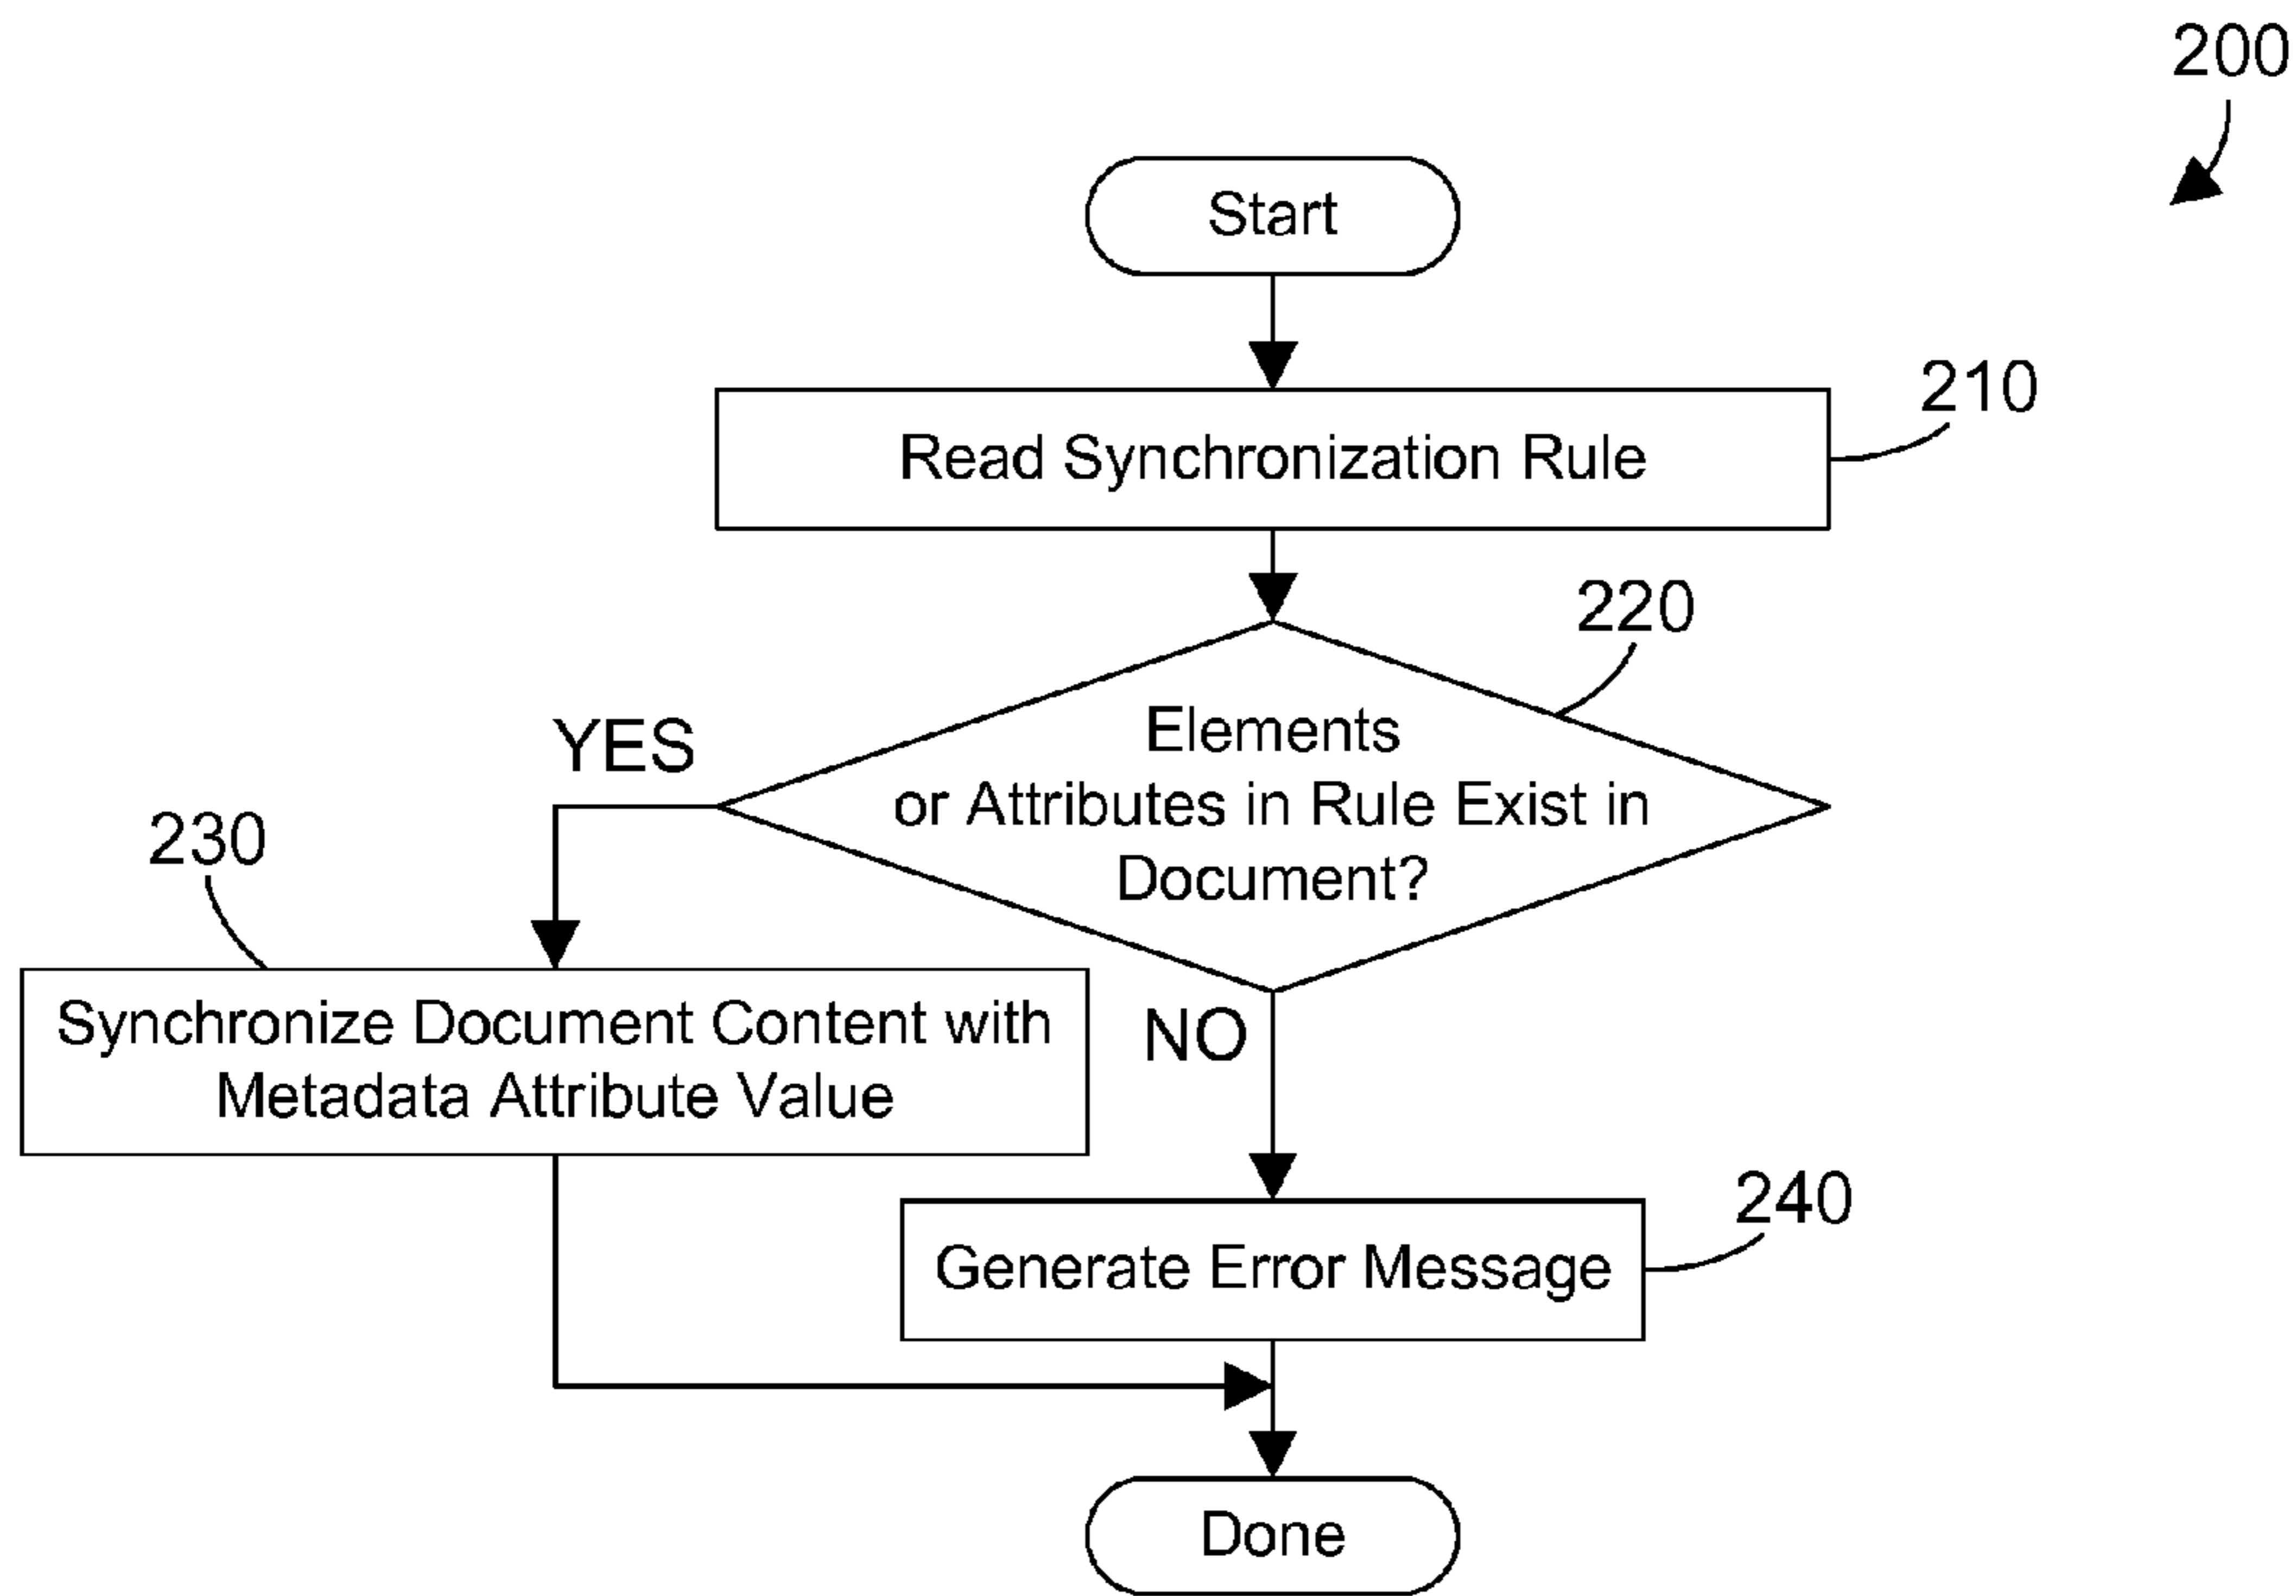 200
Start
210
Read Synchronization Rule
220
Elements
or Attributes in Rule Exist in
Document?
YES
230
Synchronize Document Content with
Metadata Attribute Value
NO
240
Generate Error Message
Done